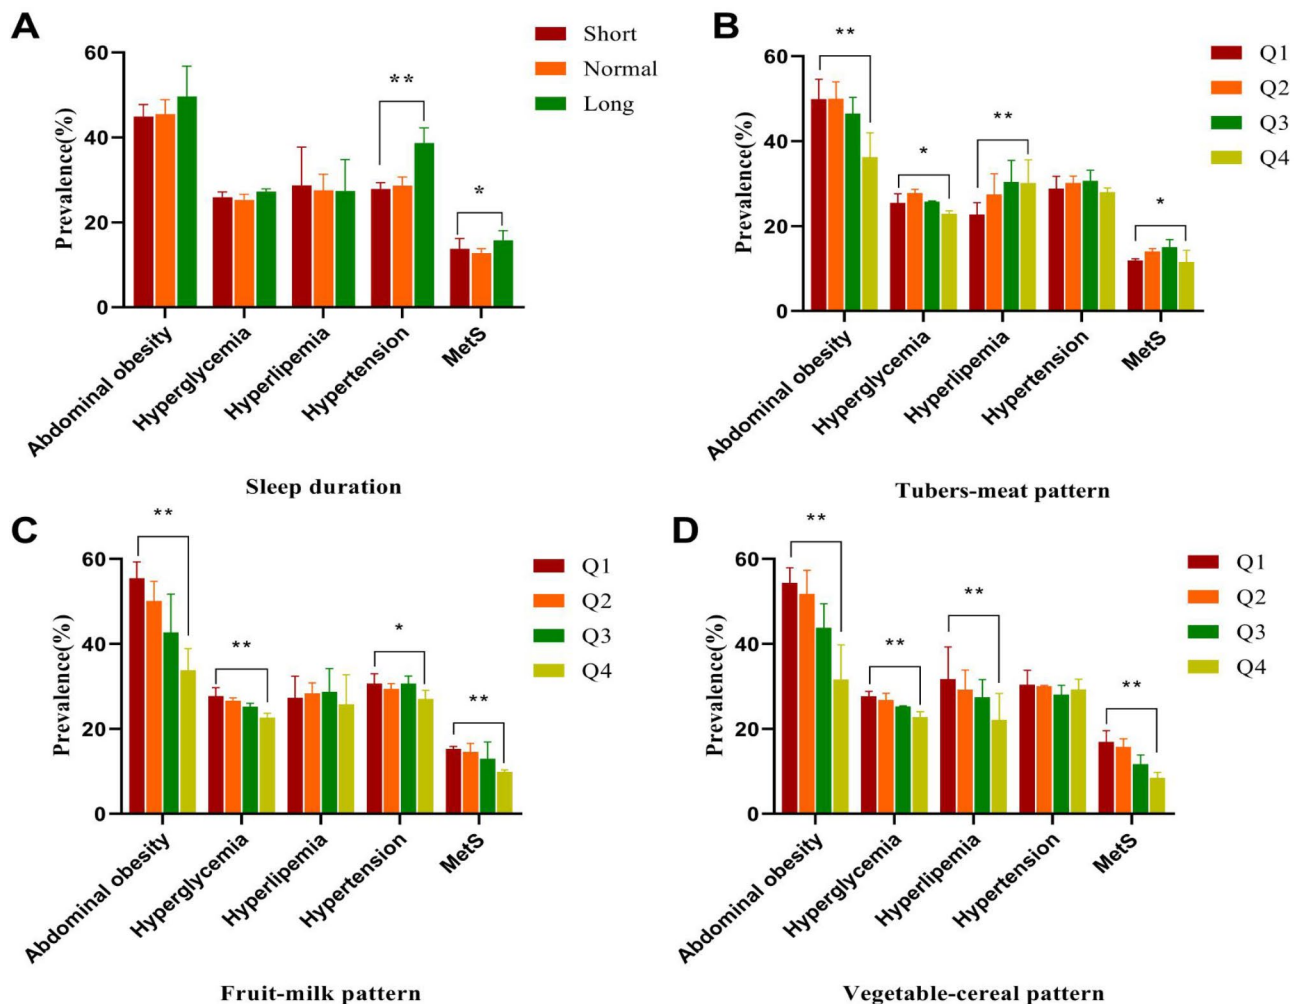 A
Short
Normal
Long
Prevalence(%)
60
40
20
0
**
*
Abdominal obesity
Hyperglycemia
Hyperlipemia
Hypertension
MetS
Sleep duration
B
Q1
Q2
Q3
Q4
Prevalence(%)
60
40
20
0
**
*
**
*
Abdominal obesity
Hyperglycemia
Hyperlipemia
Hypertension
MetS
Tubers-meat pattern
C
Q1
Q2
Q3
Q4
Prevalence(%)
60
40
20
0
**
**
*
**
Abdominal obesity
Hyperglycemia
Hyperlipemia
Hypertension
MetS
Fruit-milk pattern
D
Q1
Q2
Q3
Q4
Prevalence(%)
60
40
20
0
**
**
**
**
Abdominal obesity
Hyperglycemia
Hyperlipemia
Hypertension
MetS
Vegetable-cereal pattern